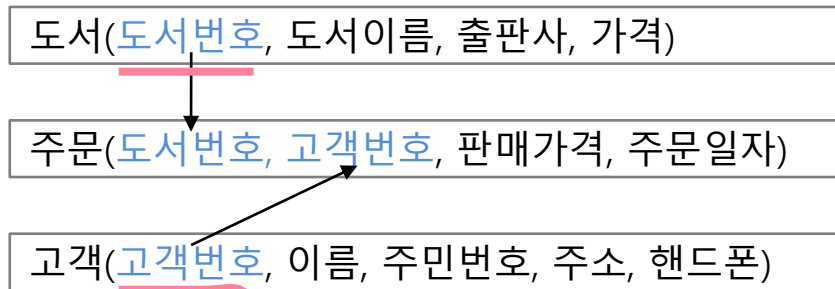 도서(도서번호, 도서이름, 출판사, 가격)
주문(도서번호, 고객번호, 판매가격, 주문일자)
고객(고객번호, 이름, 주민번호, 주소, 핸드폰)